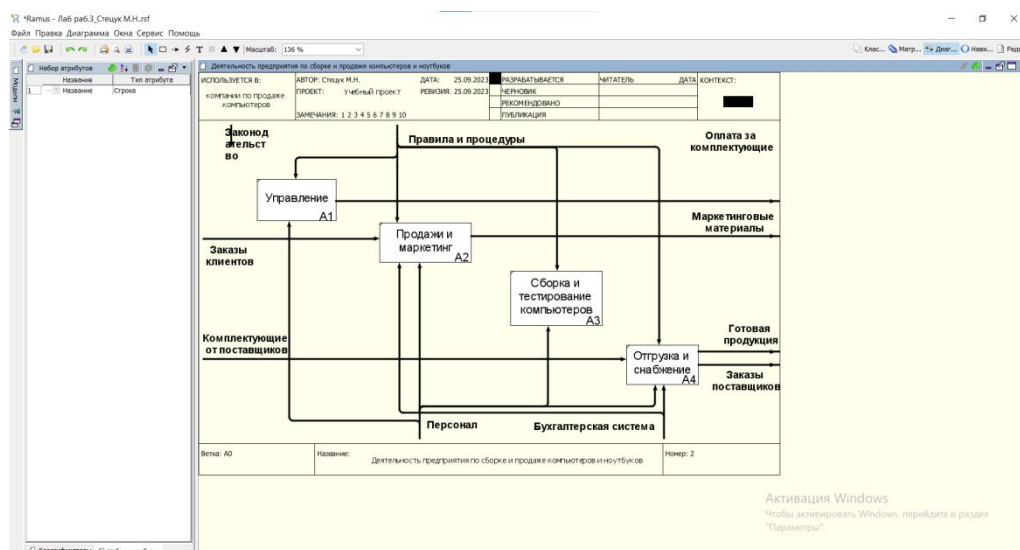 *Ramus - Лаб раб.3_Стецук М.Н..rsf
Файл Правка Диаграмма Окна Сервис Помощь
Масштаб: 136 %
Клас... Матр... Диаг... Нави... Реда
Модели
Набор атрибутов
Название Тип атрибута
1 Название Строка
Деятельность предприятия по сборке и продаже компьютеров и ноутбуков
ИСПОЛЬЗУЕТСЯ В:
компании по продаже
компьютеров
АВТОР: Стецук М.Н.
ДАТА: 25.09.2023
ПРОЕКТ: Учебный проект
РЕВИЗИЯ: 25.09.2023
ЗАМЕЧАНИЯ: 1 2 3 4 5 6 7 8 9 10
РАЗРАБАТЫВАЕТСЯ
ЧЕРНОВИК
РЕКОМЕНДОВАНО
ПУБЛИКАЦИЯ
ЧИТАТЕЛЬ
ДАТА
КОНТЕКСТ:
Законод
ательст
во
Правила и процедуры
Оплата за
комплектующие
Управление
A1
Маркетинговые
материалы
Продажи и
маркетинг
A2
Заказы
клиентов
Сборка и
тестирование
компьютеров
A3
Готовая
продукция
Комплектующие
от поставщиков
Отгрузка и
снабжение
A4
Заказы
поставщиков
Персонал
Бухгалтерская система
Ветка: A0
Название:
Деятельность предприятия по сборке и продаже компьютеров и ноутбуков
Номер: 2
Активация Windows
Чтобы активировать Windows, перейдите в раздел
"Параметры".